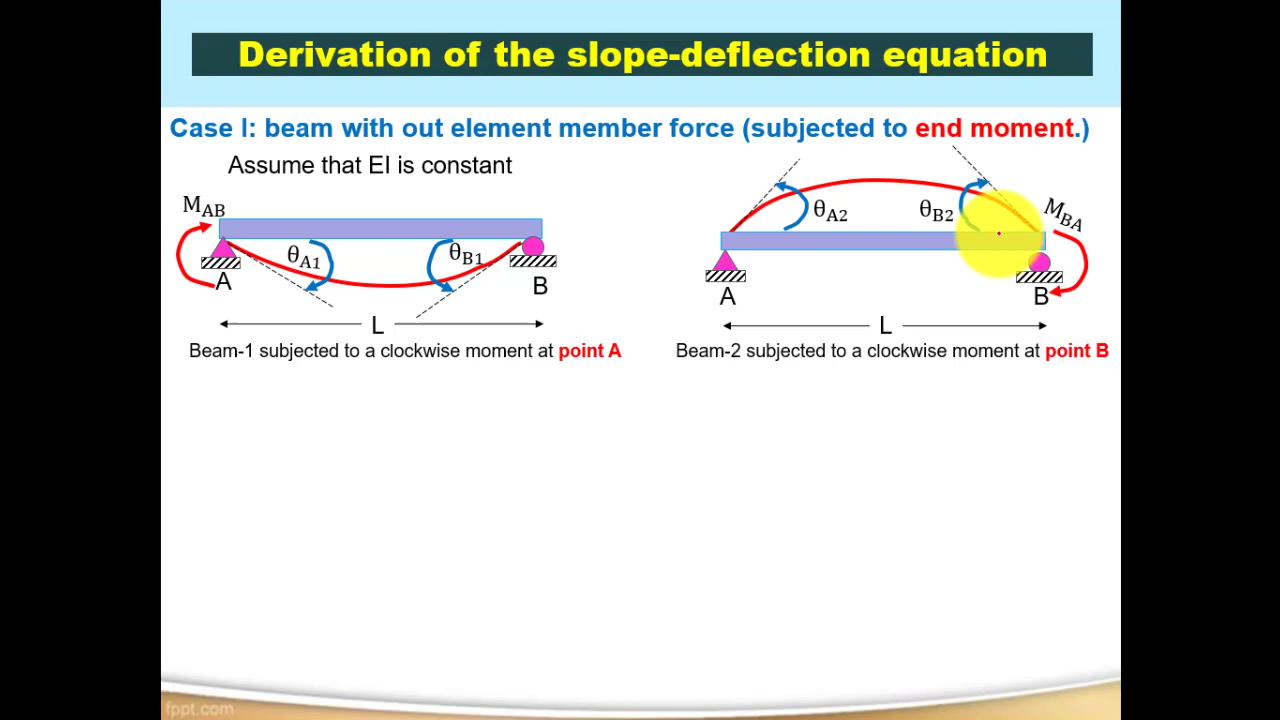 Derivation of the slope-deflection equation
Case I: beam with out element member force (subjected to end moment.)
Assume that EI is constant
M_AB
θ_A1
θ_B1
A
B
L
Beam-1 subjected to a clockwise moment at point A
θ_A2
θ_B2
M_BA
A
B
L
Beam-2 subjected to a clockwise moment at point B
fppt.com